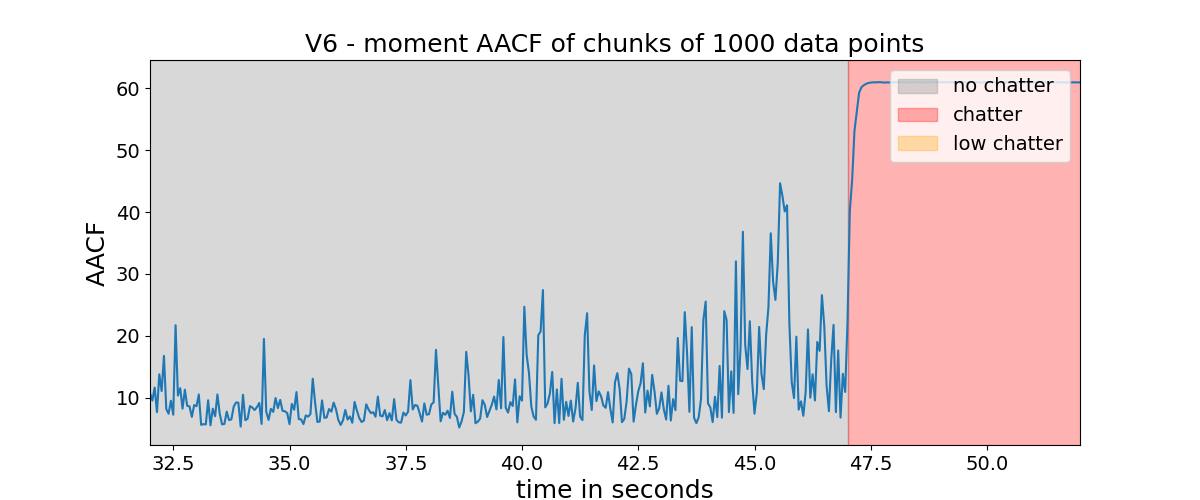 V6 - moment AACF of chunks of 1000 data points
AACF
60
50
40
30
20
10
no chatter
chatter
low chatter
32.5 35.0 37.5 40.0 42.5 45.0 47.5 50.0
time in seconds